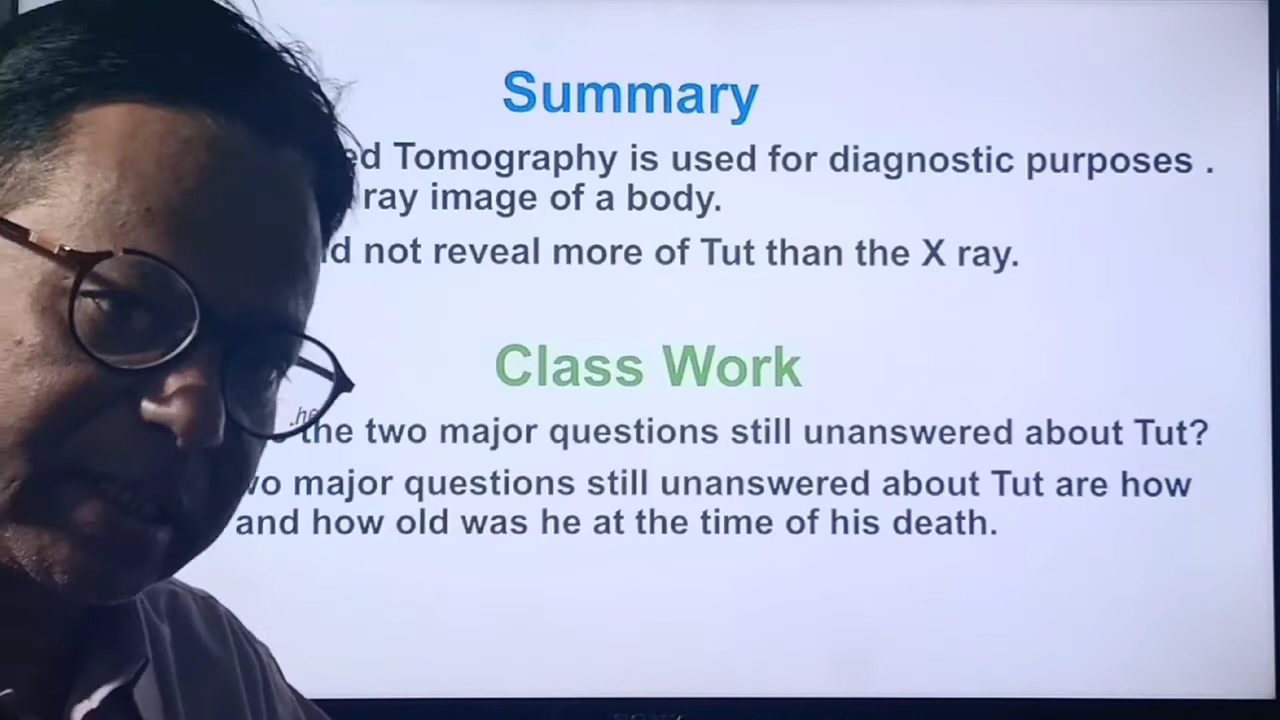 Summary
Tomography is used for diagnostic purposes .
ray image of a body.
not reveal more of Tut than the X ray.
Class Work
the two major questions still unanswered about Tut?
major questions still unanswered about Tut are how
and how old was he at the time of his death.